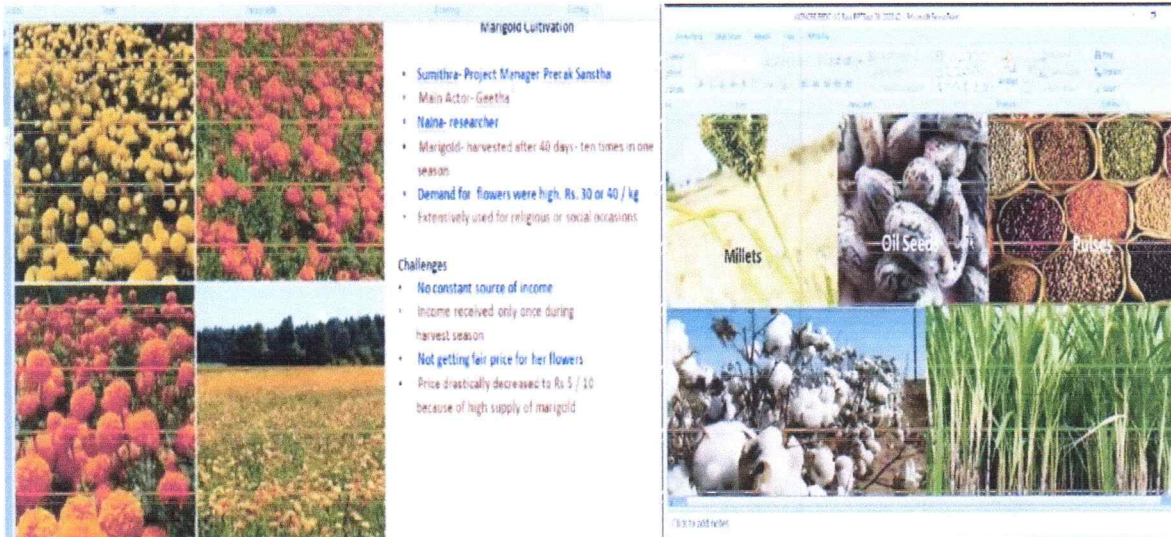 Marigold Cultivation
• Sumithra- Project Manager Prerak Sanstha
• Main Actor- Geetha
• Naina- researcher
• Marigold- harvested after 40 days- ten times in one
season
• Demand for flowers were high. Rs. 30 or 40 / kg
• Extensively used for religious or social occasions
Challenges
• No constant source of income
• Income received only once during
harvest season
• Not getting fair price for her flowers
• Price drastically decreased to Rs 5 / 10
because of high supply of marigold
Millets
Oil Seeds
Pulses
Click to add notes